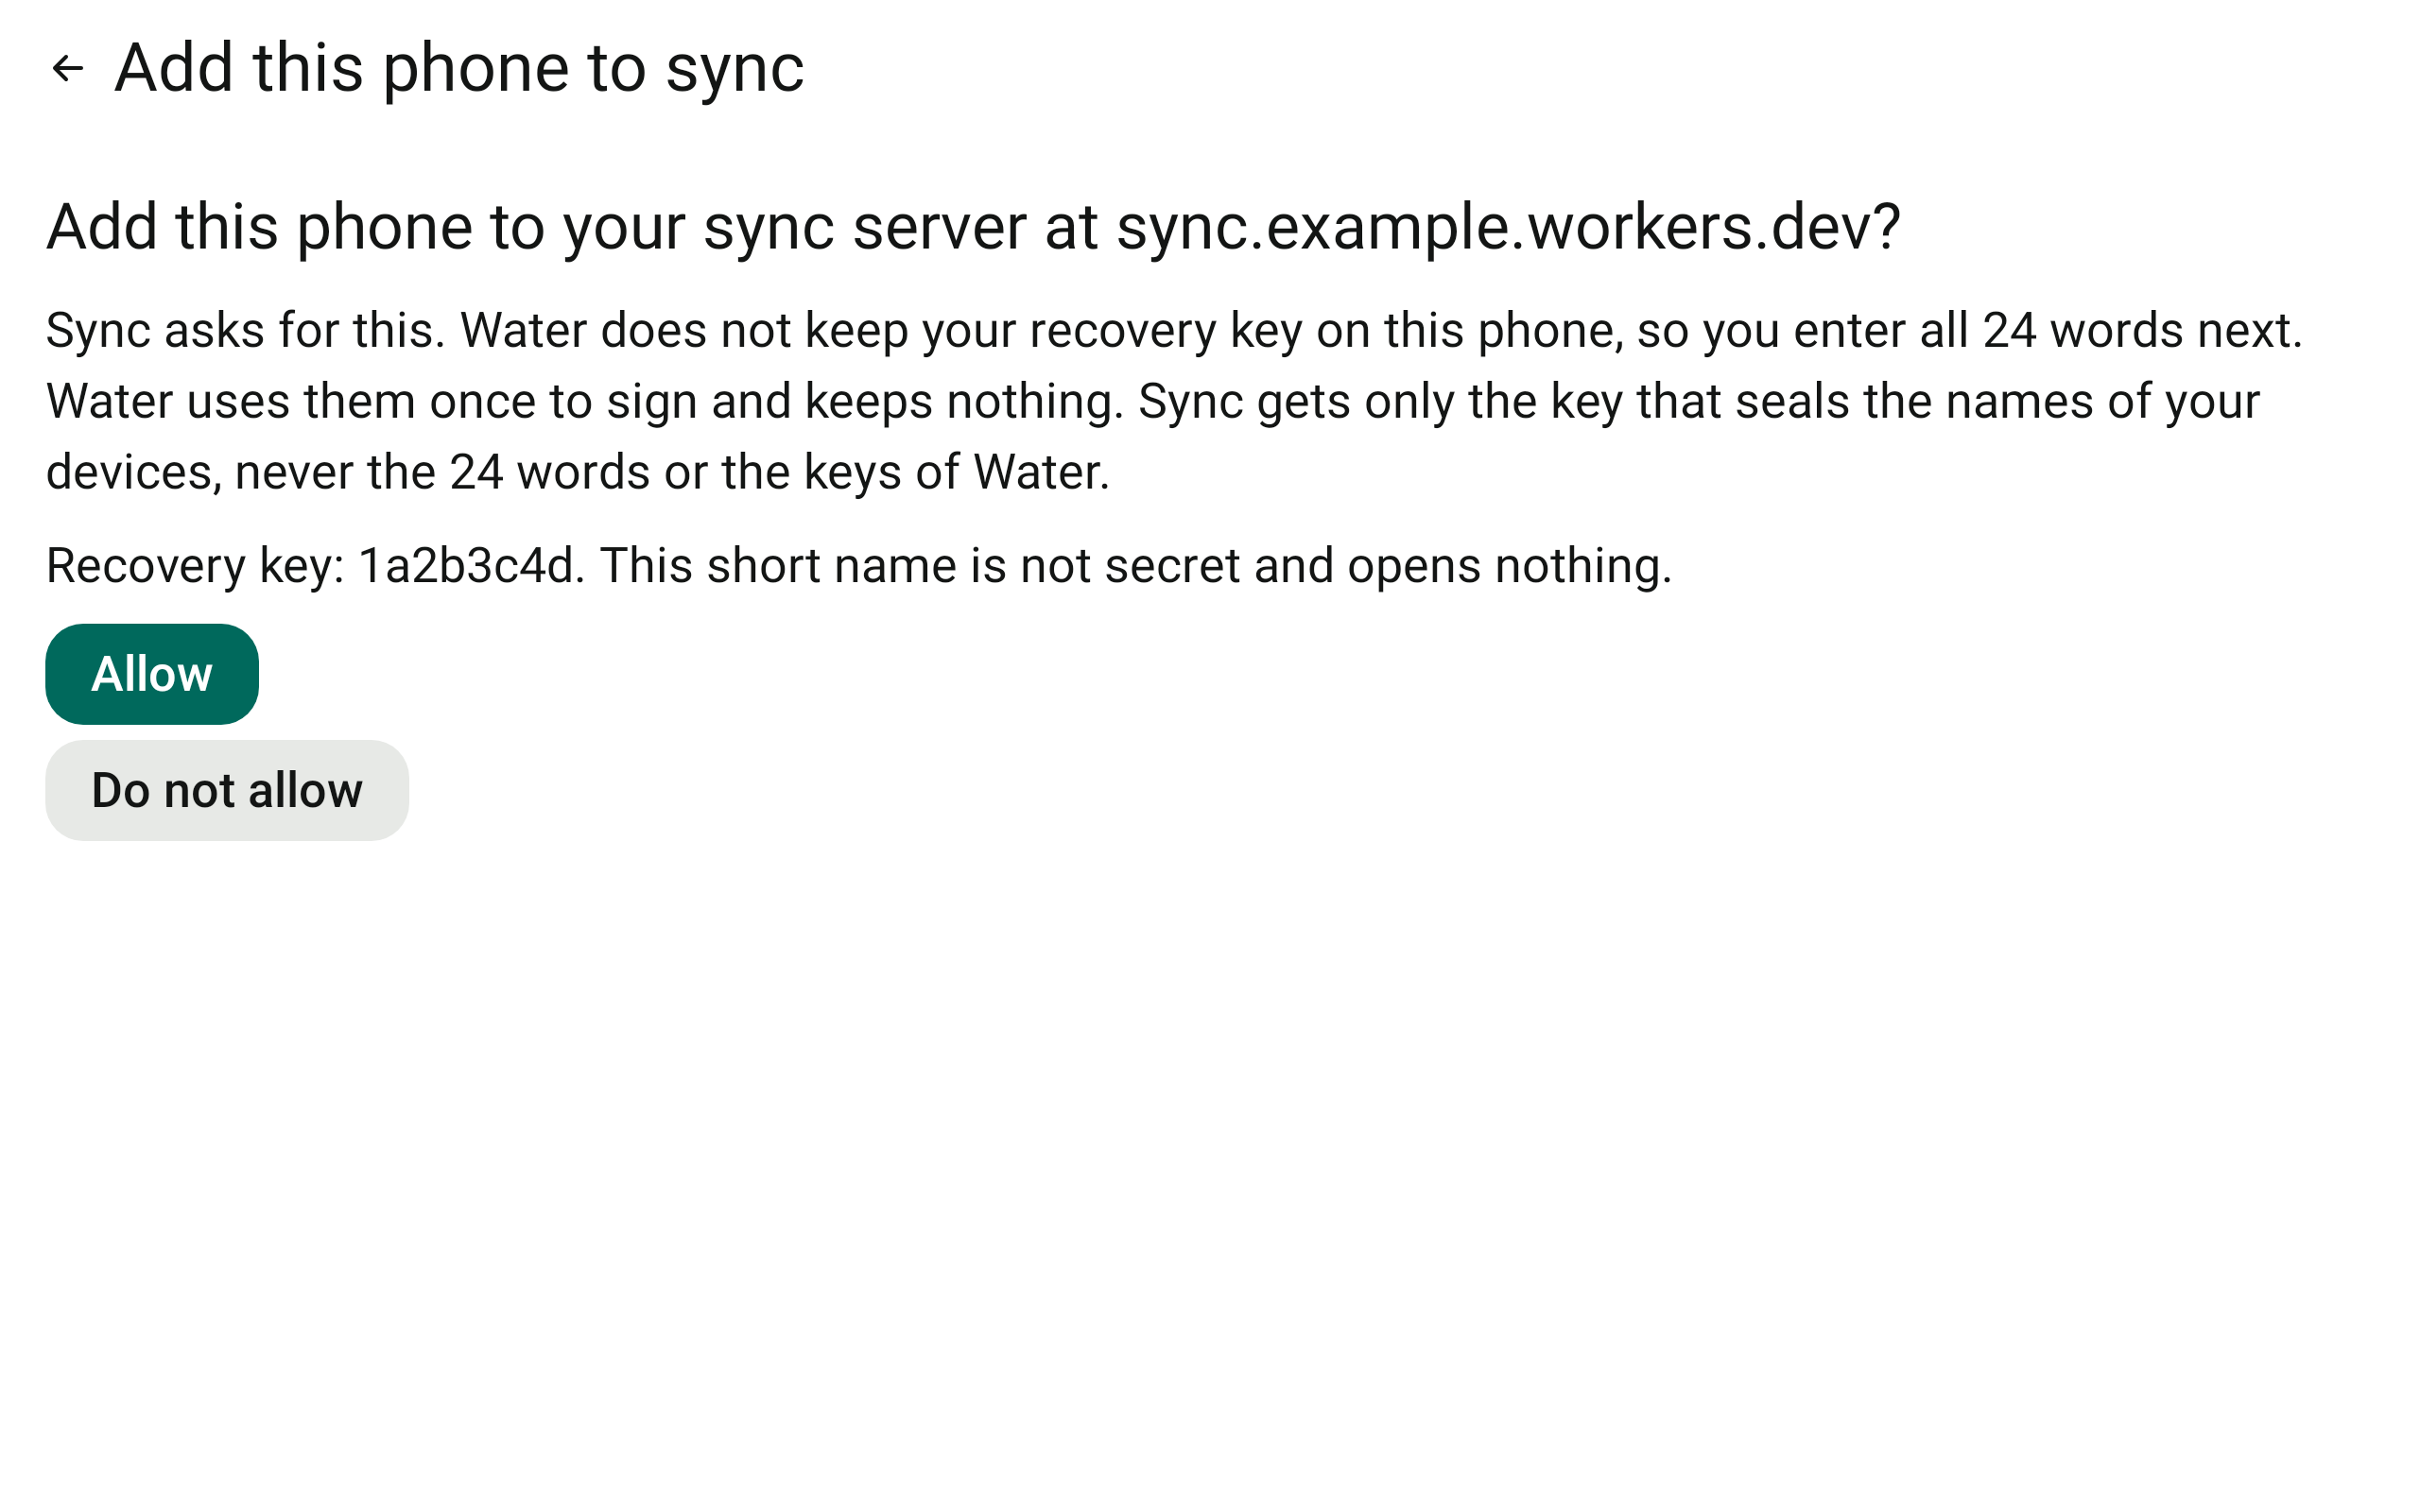 Add this phone to sync
Add this phone to your sync server at sync.example.workers.dev?
Sync asks for this. Water does not keep your recovery key on this phone, so you enter all 24 words next.
Water uses them once to sign and keeps nothing. Sync gets only the key that seals the names of your
devices, never the 24 words or the keys of Water.
Recovery key: 1a2b3c4d. This short name is not secret and opens nothing.
Allow
Do not allow